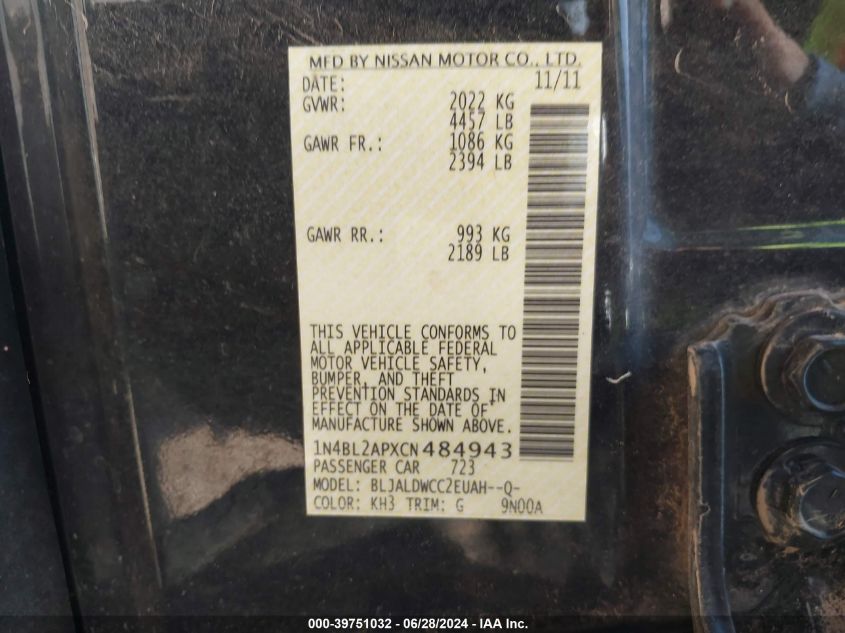 MFD BY NISSAN MOTOR CO., LTD.
DATE: 11/11
GVWR: 2022 KG
4457 LB
GAWR FR.: 1086 KG
2394 LB
GAWR RR.: 993 KG
2189 LB
THIS VEHICLE CONFORMS TO
ALL APPLICABLE FEDERAL
MOTOR VEHICLE SAFETY,
BUMPER, AND THEFT
PREVENTION STANDARDS IN
EFFECT ON THE DATE OF
MANUFACTURE SHOWN ABOVE.
1N4BL2APXCN484943
PASSENGER CAR 723
MODEL: BLJALDWCCZEUAH--Q-
COLOR: KH3 TRIM: G 9N00A
000-39751032 - 06/28/2024 - IAA Inc.